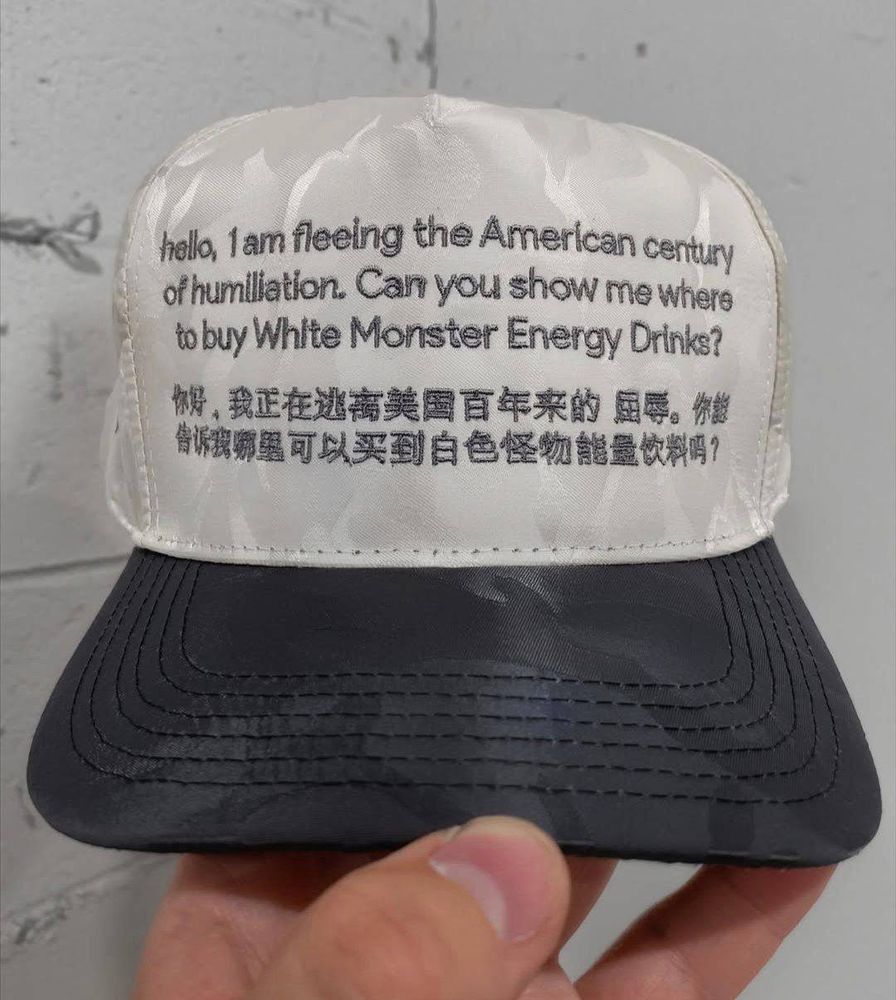 hello, I am fleeing the American century
of humiliation. Can you show me where
to buy White Monster Energy Drinks?
你好，我正在逃离美国百年来的 屈辱。你能
告诉我哪里可以买到白色怪物能量饮料吗？